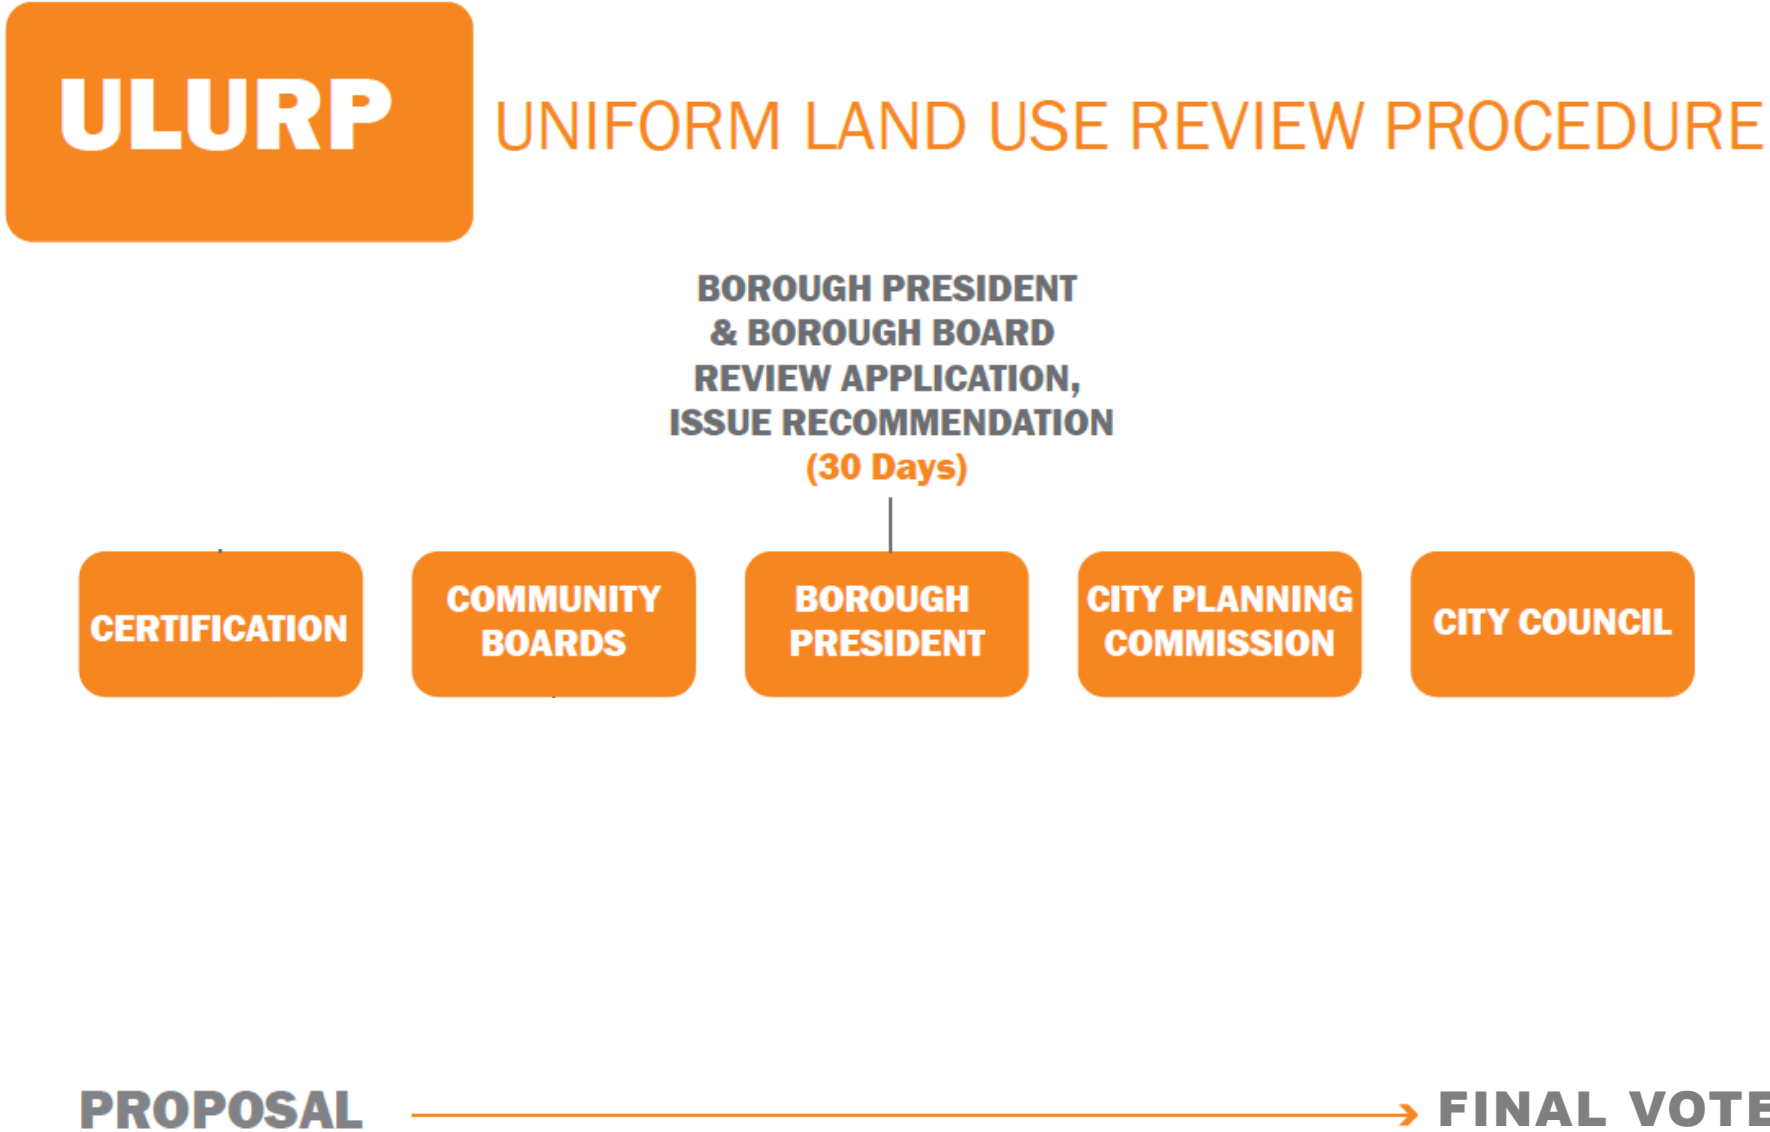 ULURP
UNIFORM LAND USE REVIEW PROCEDURE
BOROUGH PRESIDENT
& BOROUGH BOARD
REVIEW APPLICATION,
ISSUE RECOMMENDATION
(30 Days)
CERTIFICATION
COMMUNITY
BOARDS
BOROUGH
PRESIDENT
CITY PLANNING
COMMISSION
CITY COUNCIL
PROPOSAL
FINAL VOTE